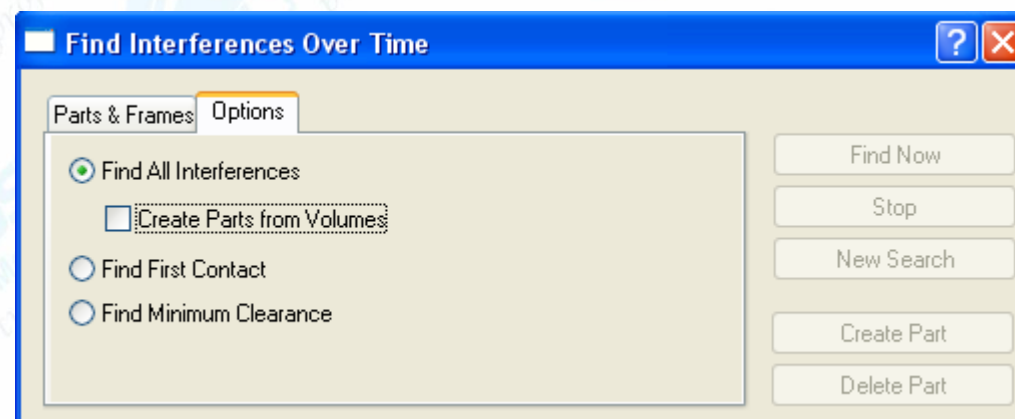 Find Interferences Over Time
Parts & Frames Options
Find All Interferences
Create Parts from Volumes
Find First Contact
Find Minimum Clearance
Find Now
Stop
New Search
Create Part
Delete Part